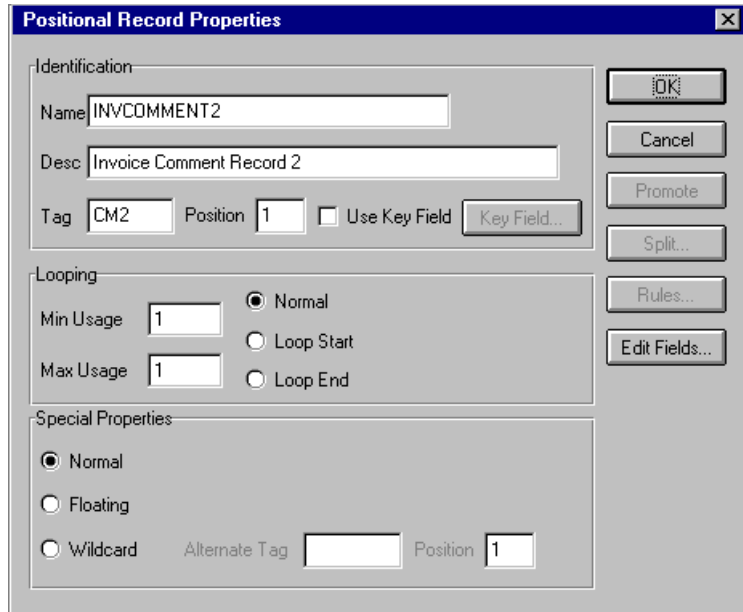 Positional Record Properties
Identification
Name INVCOMMENT2
Desc Invoice Comment Record 2
Tag CM2 Position 1 Use Key Field Key Field...
Looping
Min Usage 1
Max Usage 1
Normal
Loop Start
Loop End
Special Properties
Normal
Floating
Wildcard Alternate Tag Position 1
OK
Cancel
Promote
Split...
Rules...
Edit Fields...